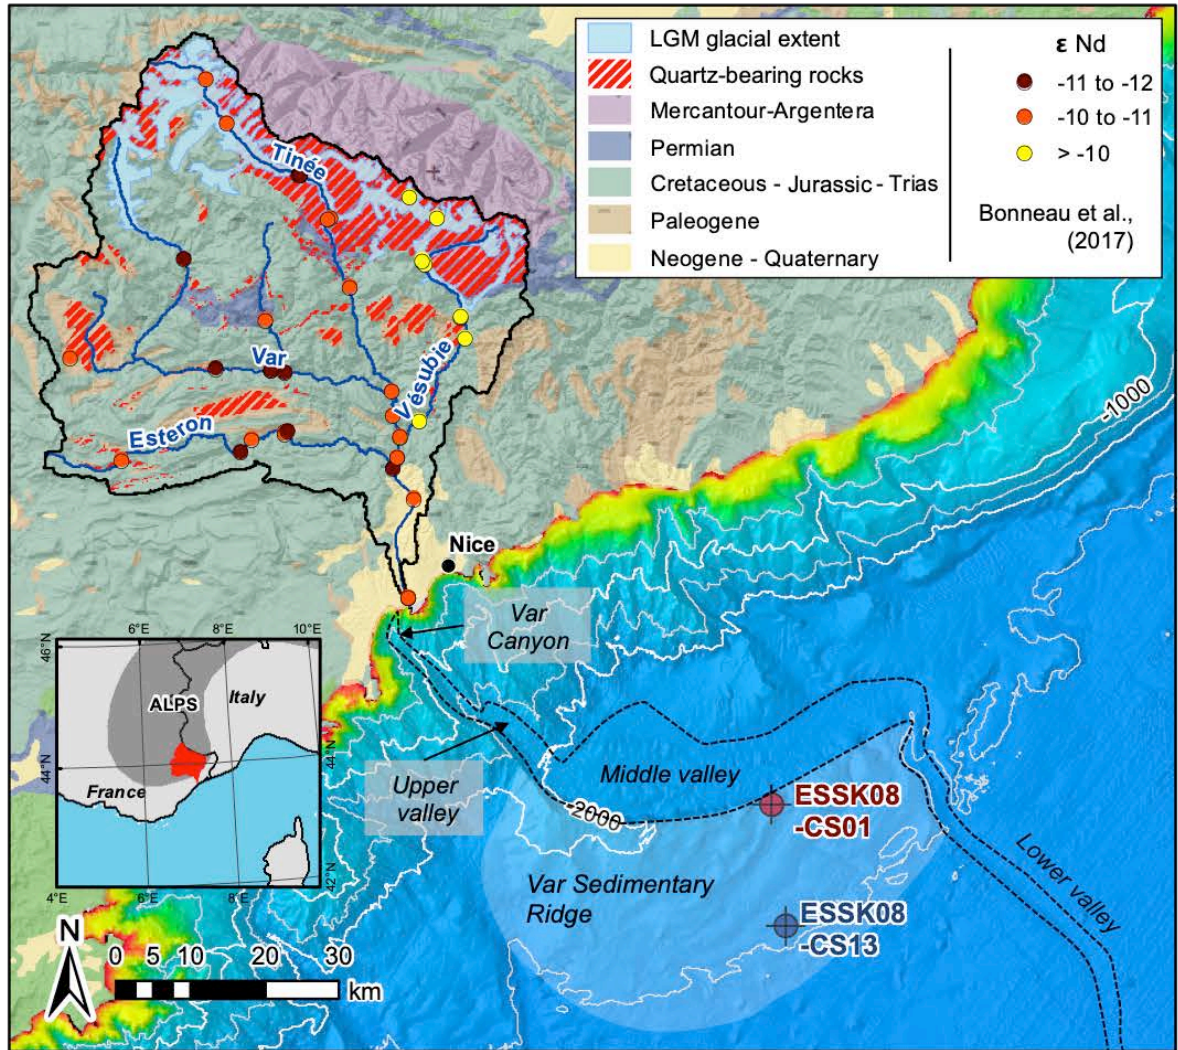 LGM glacial extent
Quartz-bearing rocks
Mercantour-Argentera
Permian
Cretaceous - Jurassic - Trias
Paleogene
Neogene - Quaternary
ε Nd
-11 to -12
-10 to -11
> -10
Bonneau et al.,
(2017)
Tinée
Var
Vésubie
Esteron
-1000
Nice
Var
Canyon
Upper
valley
Middle valley
-2000
ESSK08
-CS01
Var Sedimentary
Ridge
ESSK08
-CS13
Lower valley
6°E
8°E
10°E
46°N
ALPS
Italy
44°N
44°N
France
42°N
4°E
6°E
8°E
N
0 5 10 20 30
km